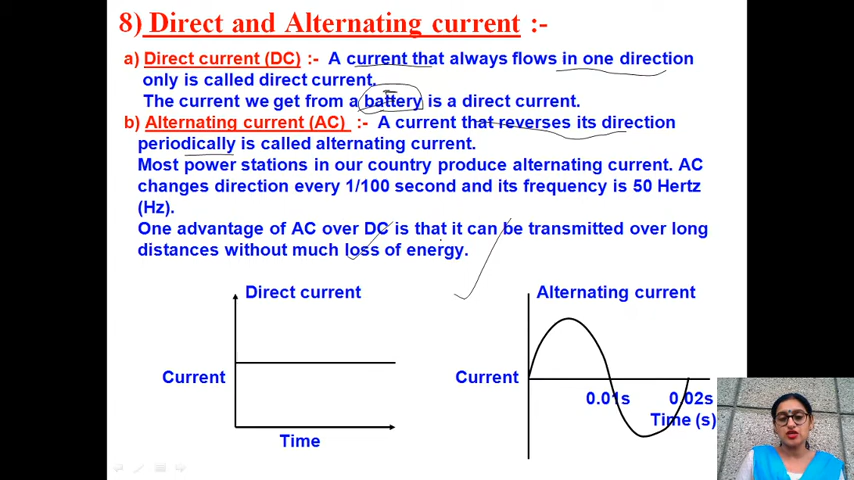 8) Direct and Alternating current :-
a) Direct current (DC) :- A current that always flows in one direction
only is called direct current.
The current we get from a battery is a direct current.
b) Alternating current (AC) :- A current that reverses its direction
periodically is called alternating current.
Most power stations in our country produce alternating current. AC
changes direction every 1/100 second and its frequency is 50 Hertz
(Hz).
One advantage of AC over DC is that it can be transmitted over long
distances without much loss of energy.
Direct current
Current
Time
Alternating current
Current
0.01s 0.02s
Time (s)